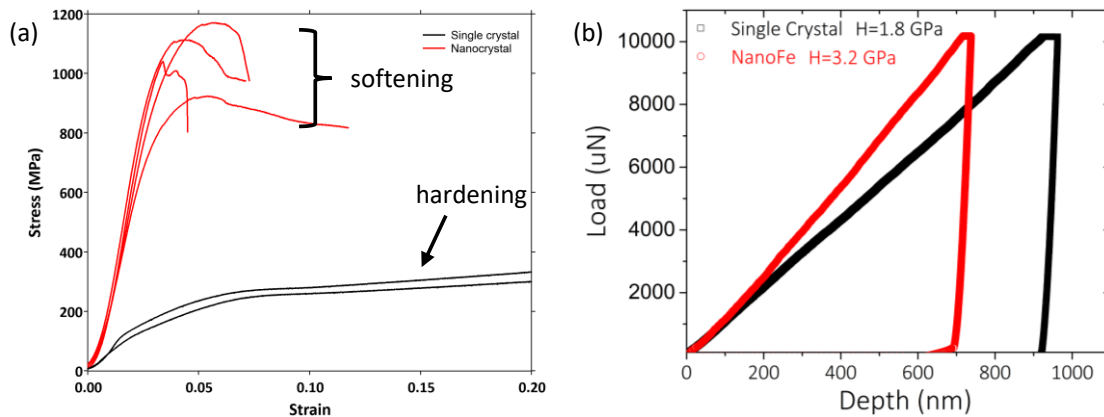 (a)
1200
1000
800
600
400
200
0
Stress (MPa)
Single crystal
Nanocrystal
softening
hardening
0.00
0.05
0.10
0.15
0.20
Strain
(b)
10000
8000
6000
4000
2000
Load (uN)
Single Crystal H=1.8 GPa
NanoFe H=3.2 GPa
0
200
400
600
800
1000
Depth (nm)